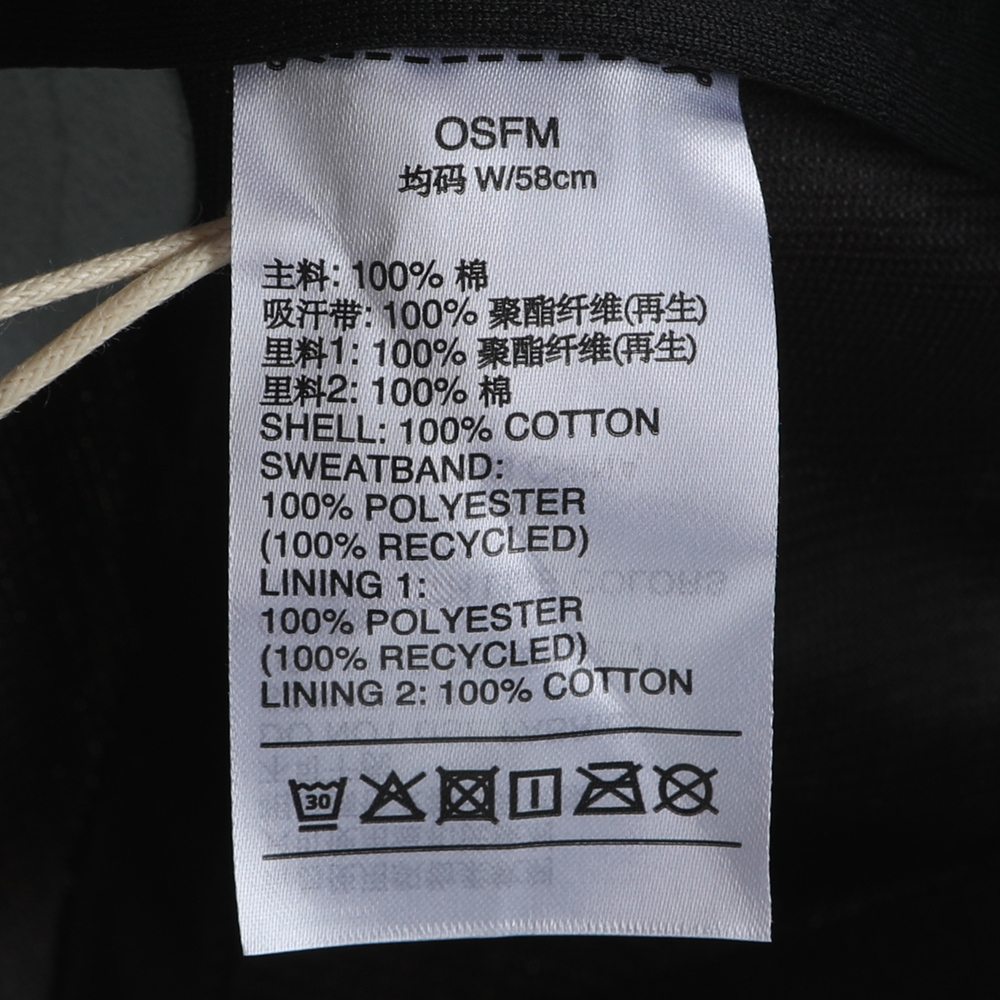 OSFM
均码 W/58cm
主料: 100% 棉
吸汗带: 100% 聚酯纤维(再生)
里料1: 100% 聚酯纤维(再生)
里料2: 100% 棉
SHELL: 100% COTTON
SWEATBAND:
100% POLYESTER
(100% RECYCLED)
LINING 1:
100% POLYESTER
(100% RECYCLED)
LINING 2: 100% COTTON
30